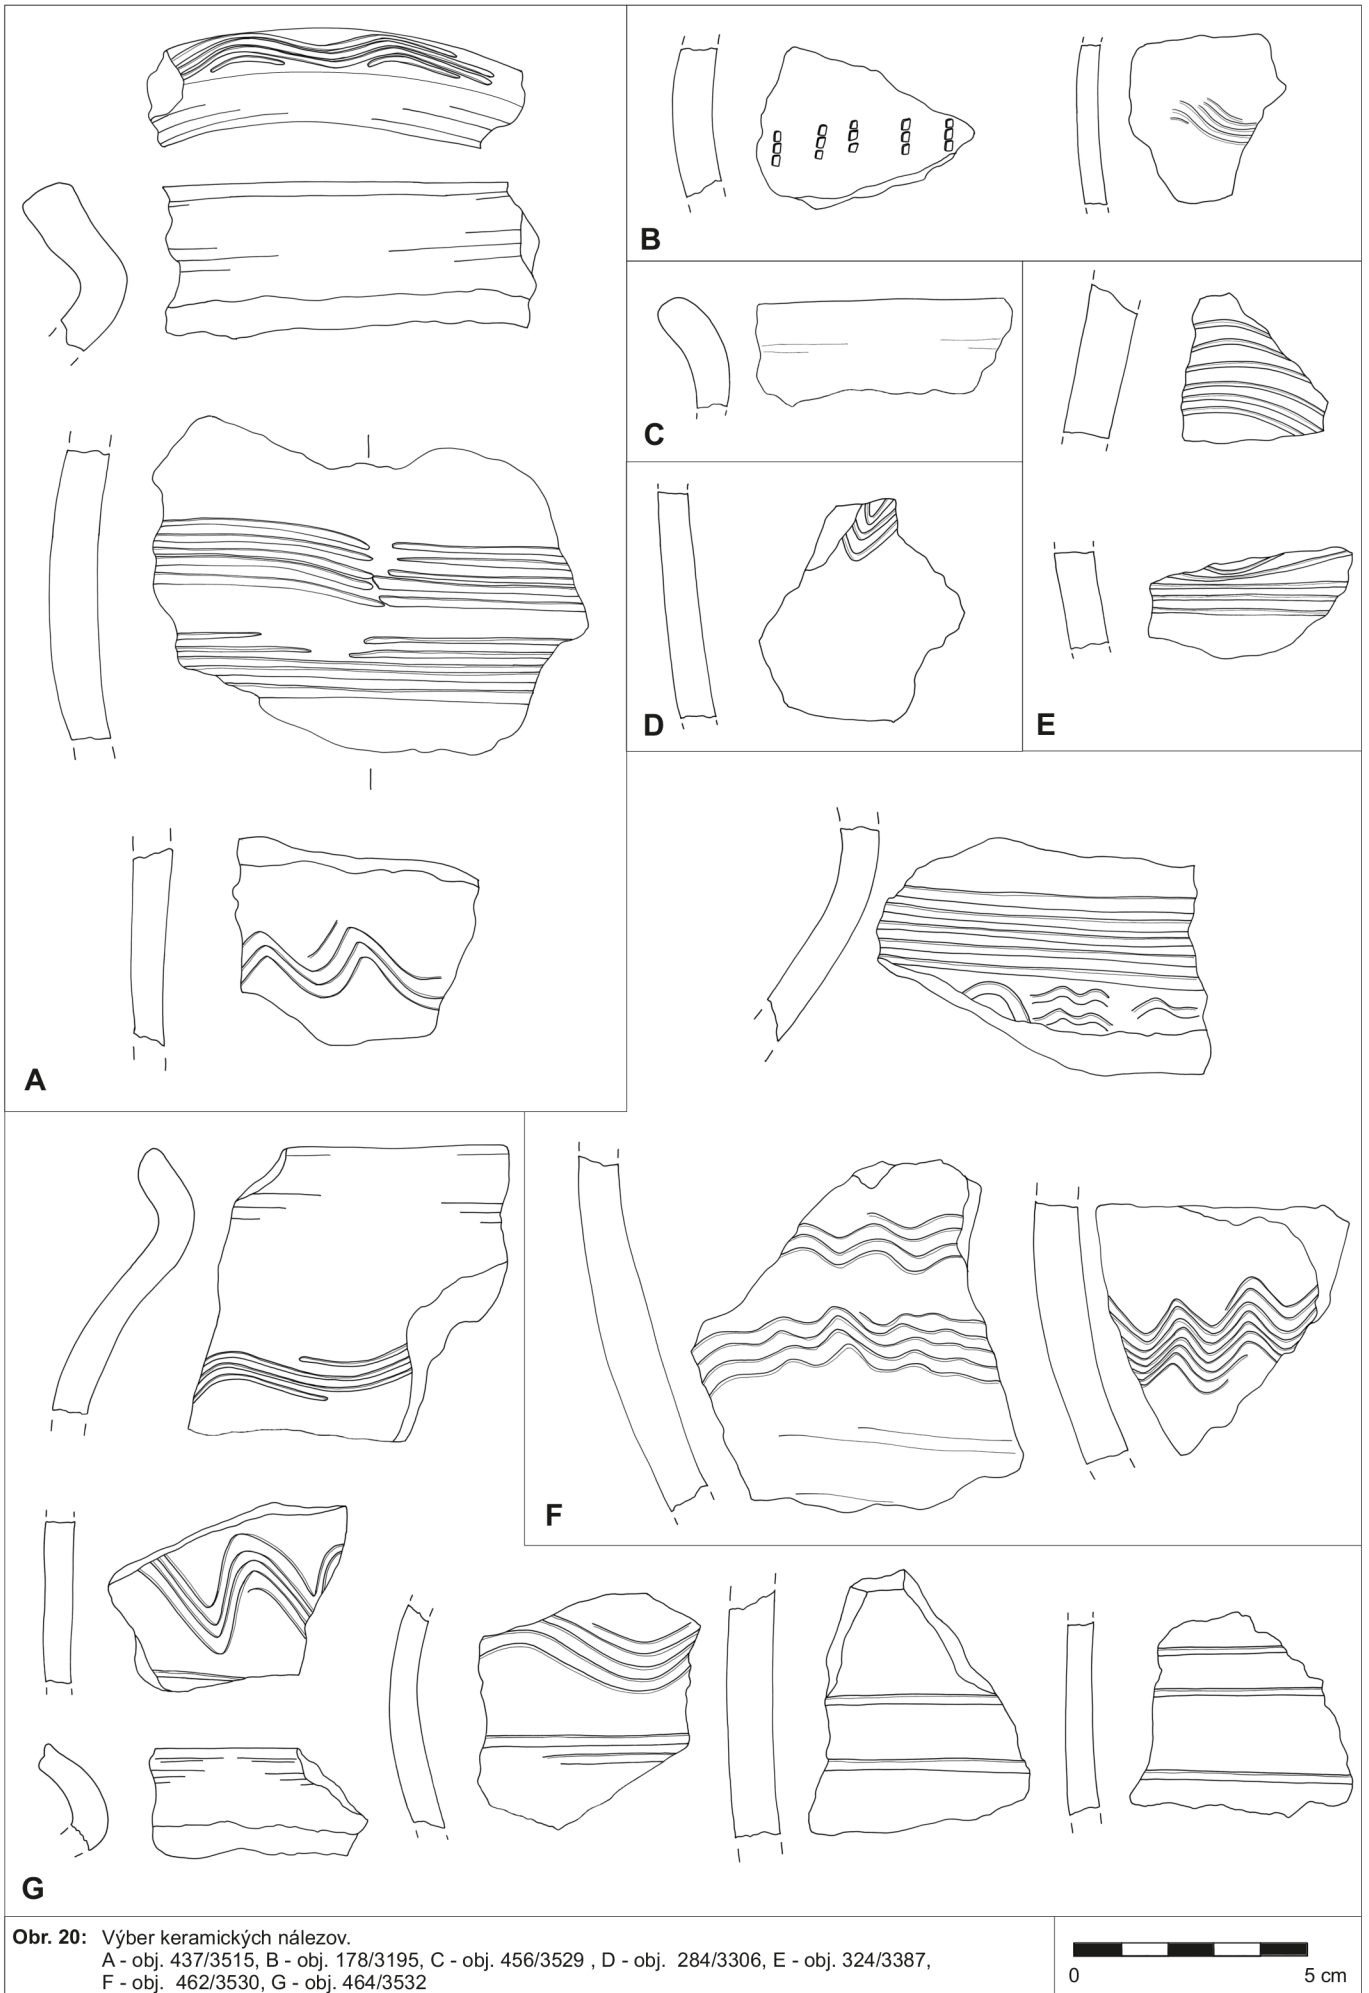 B
C
D
E
A
F
G
Obr. 20: Výber keramických nálezov.
A - obj. 437/3515, B - obj. 178/3195, C - obj. 456/3529 , D - obj. 284/3306, E - obj. 324/3387,
F - obj. 462/3530, G - obj. 464/3532
0 5 cm